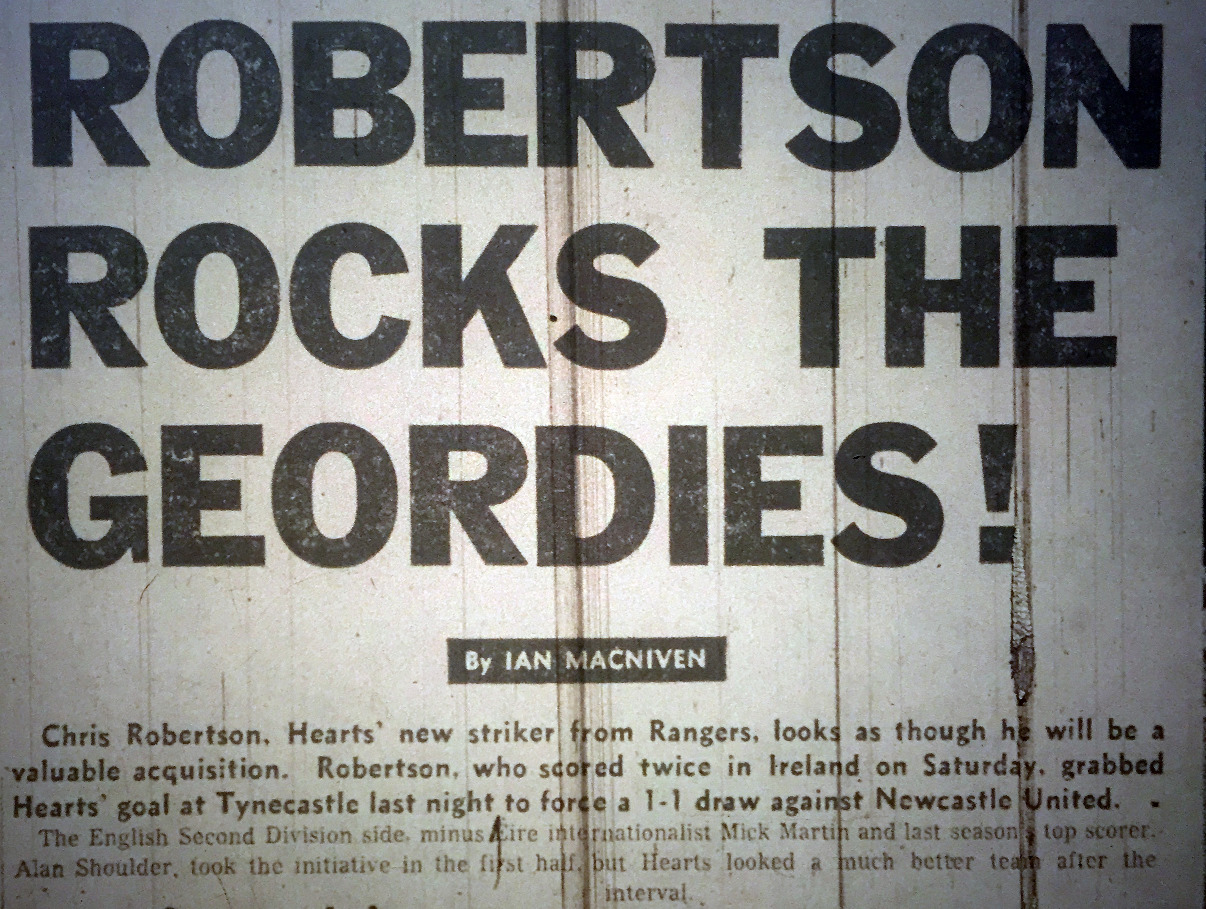 ROBERTSON
ROCKS THE
GEORDIES!
By IAN MACNIVEN
Chris Robertson, Hearts' new striker from Rangers, looks as though he will be a
valuable acquisition. Robertson, who scored twice in Ireland on Saturday, grabbed
Hearts' goal at Tynecastle last night to force a 1-1 draw against Newcastle United.
The English Second Division side, minus Eire internationalist Mick Martin and last season's top scorer,
Alan Shoulder, took the initiative in the first half, but Hearts looked a much better team after the
interval.